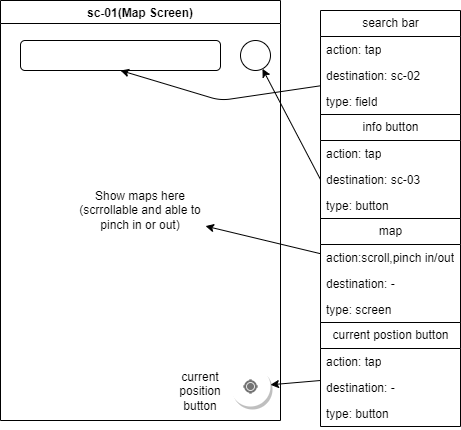 sc-01(Map Screen)
Show maps here
(scrrollable and able to
pinch in or out)
current
position
button
search bar
action: tap
destination: sc-02
type: field
info button
action: tap
destination: sc-03
type: button
map
action:scroll,pinch in/out
destination: -
type: screen
current postion button
action: tap
destination: -
type: button